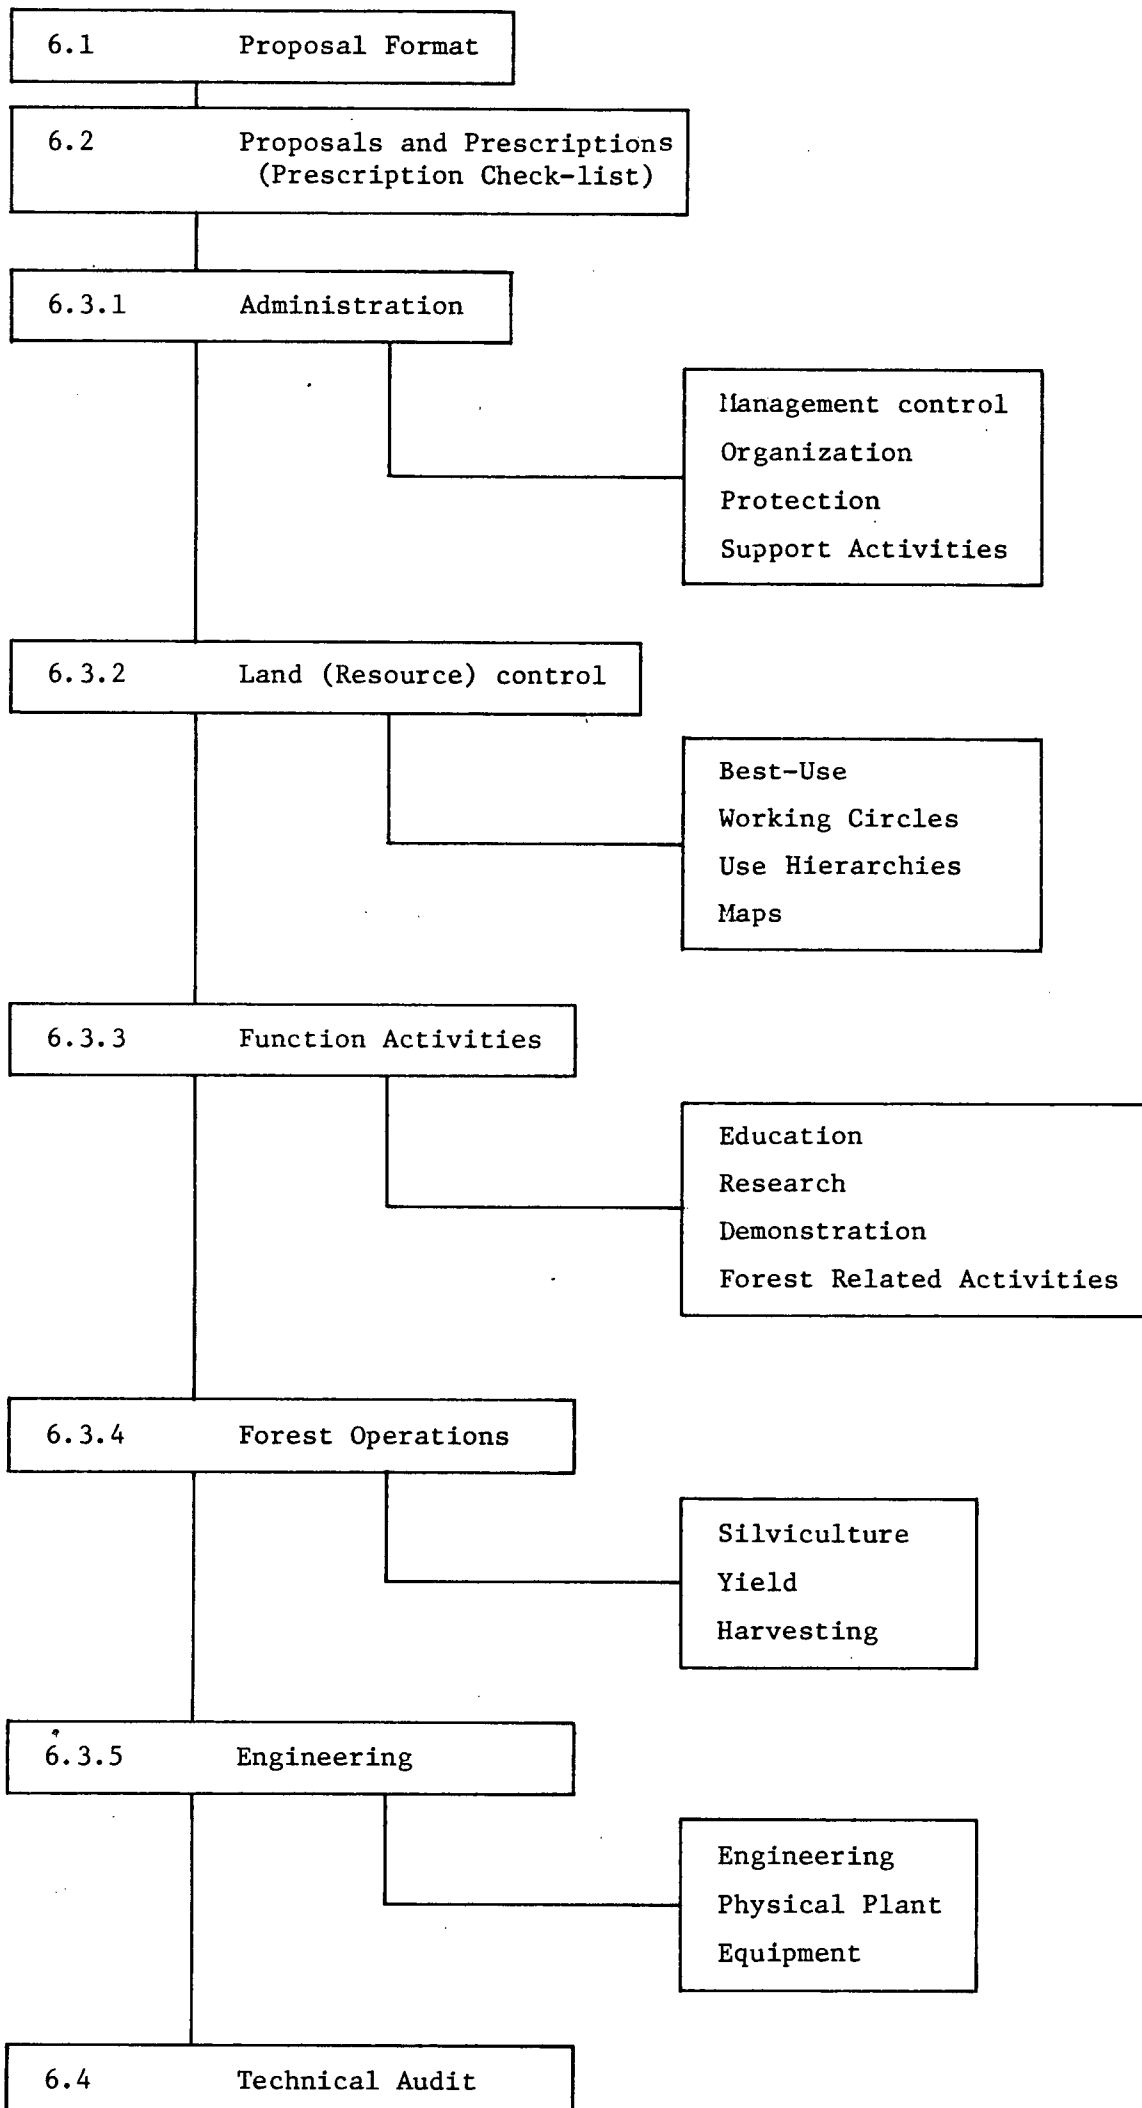 6.1 Proposal Format
6.2 Proposals and Prescriptions
(Prescription Check-list)
6.3.1 Administration
Management control
Organization
Protection
Support Activities
6.3.2 Land (Resource) control
Best-Use
Working Circles
Use Hierarchies
Maps
6.3.3 Function Activities
Education
Research
Demonstration
Forest Related Activities
6.3.4 Forest Operations
Silviculture
Yield
Harvesting
6.3.5 Engineering
Engineering
Physical Plant
Equipment
6.4 Technical Audit